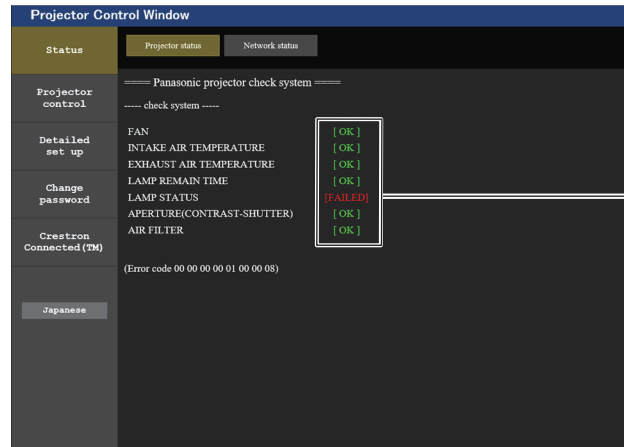 Projector Control Window
Status
Projector status
Network status
Projector
control
Detailed
set up
Change
password
Crestron
Connected(TM)
Japanese
==== Panasonic projector check system ====
----- check system -----
FAN [ OK ]
INTAKE AIR TEMPERATURE [ OK ]
EXHAUST AIR TEMPERATURE [ OK ]
LAMP REMAIN TIME [ OK ]
LAMP STATUS [FAILED]
APERTURE(CONTRAST-SHUTTER) [ OK ]
AIR FILTER [ OK ]
(Error code 00 00 00 00 01 00 00 08)